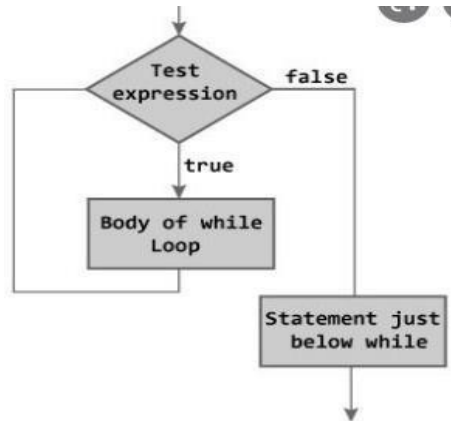 Test
expression
false
true
Body of while
Loop
Statement just
below while